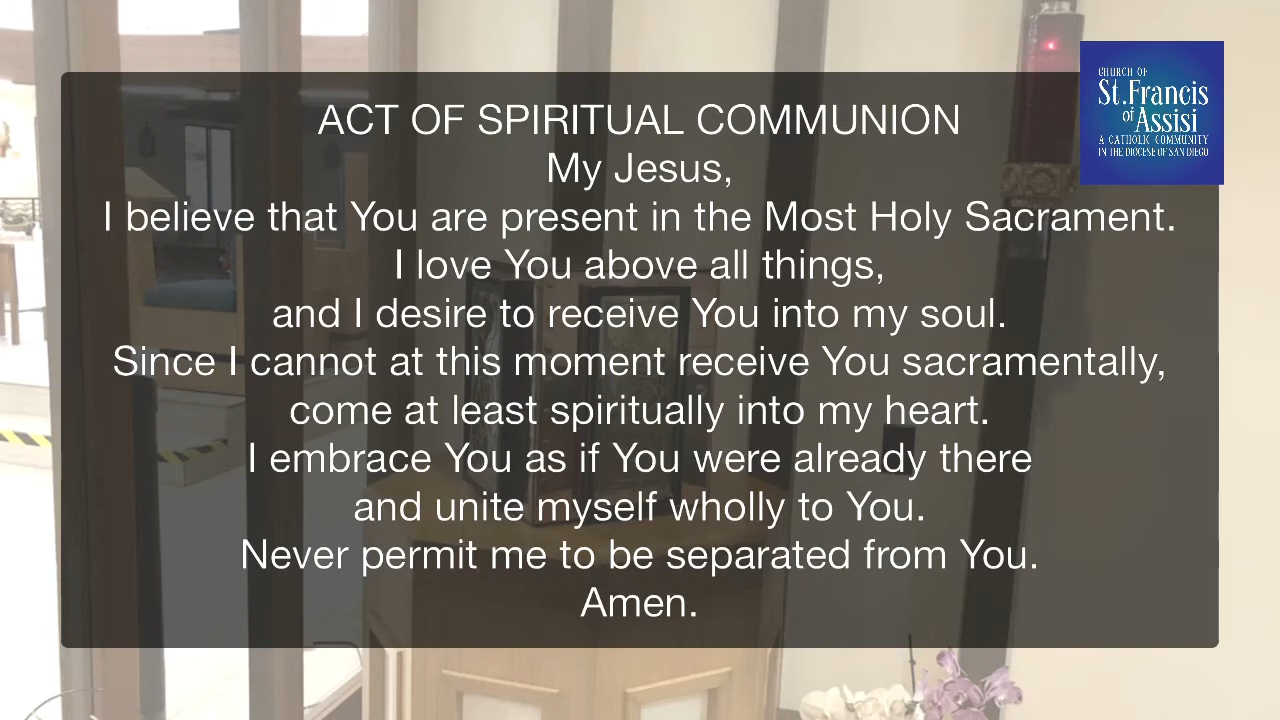 ACT OF SPIRITUAL COMMUNION
My Jesus,
I believe that You are present in the Most Holy Sacrament.
I love You above all things,
and I desire to receive You into my soul.
Since I cannot at this moment receive You sacramentally,
come at least spiritually into my heart.
I embrace You as if You were already there
and unite myself wholly to You.
Never permit me to be separated from You.
Amen.
CHURCH OF
St. Francis
of
Assisi
A CATHOLIC COMMUNITY
IN THE DIOCESE OF SAN DIEGO